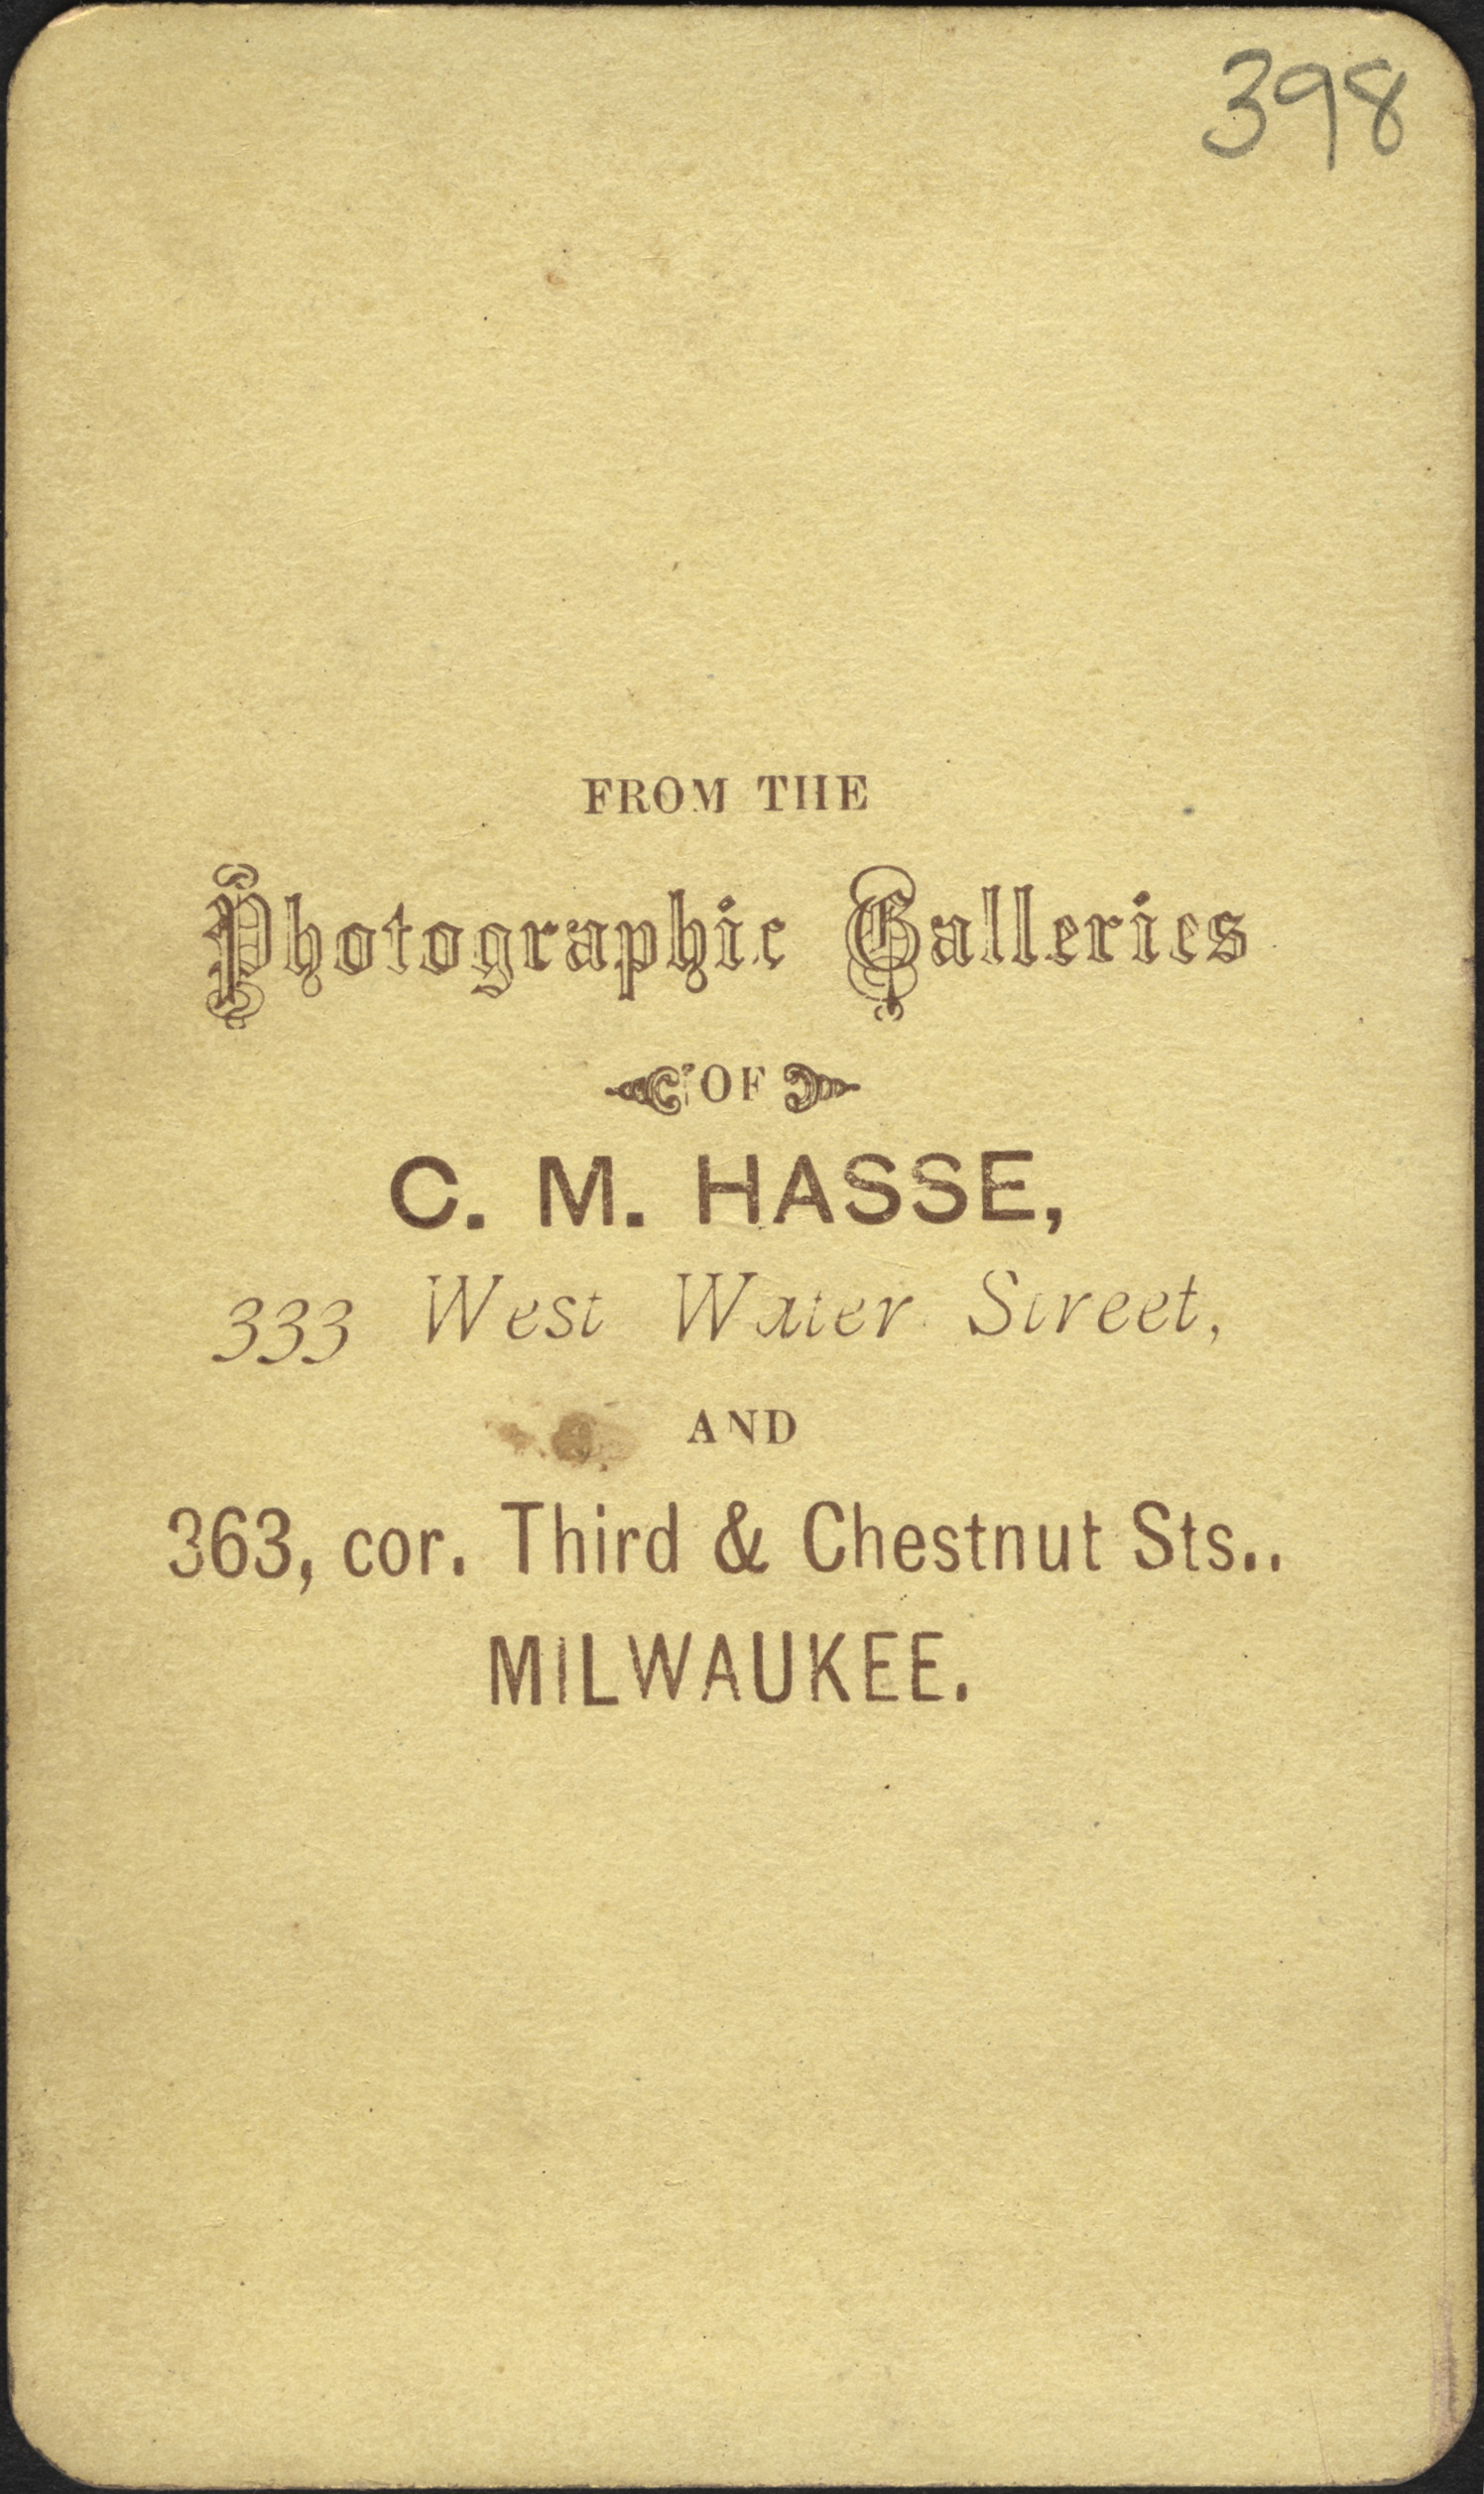 398
FROM THE
Photographic Galleries
OF
C. M. HASSE,
333 West Water Street,
AND
363, cor. Third & Chestnut Sts..
MILWAUKEE.